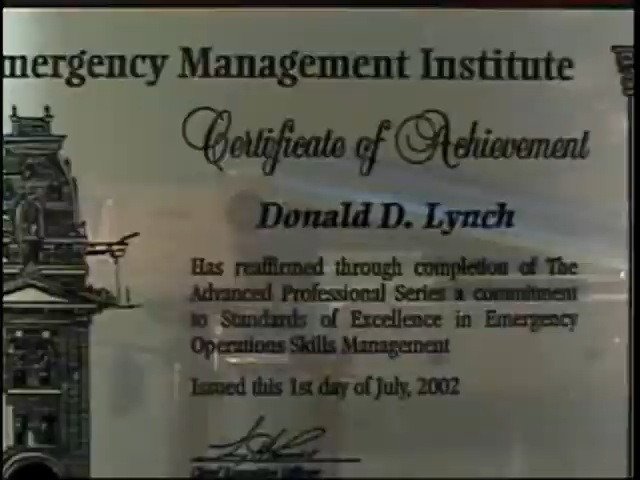 mergency Management Institute
Certificate of Achievement
Donald D. Lynch
Has reaffirmed through completion of The
Advanced Professional Series a commitment
to Standards of Excellence in Emergency
Operations Skills Management
Issued this 1st day of July, 2002